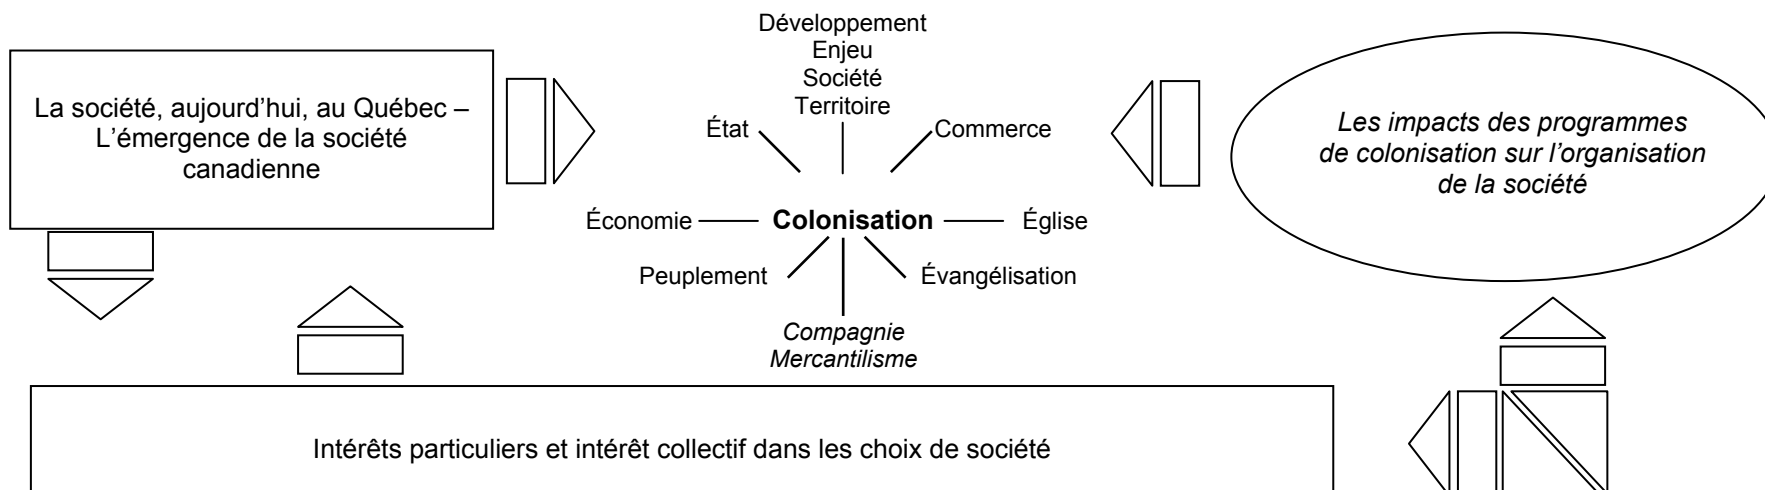 La société, aujourd’hui, au Québec –
L’émergence de la société
canadienne
Développement
Enjeu
Société
Territoire
État
Commerce
Économie
Colonisation
Église
Peuplement
Évangélisation
Compagnie
Mercantilisme
Les impacts des programmes
de colonisation sur l’organisation
de la société
Intérêts particuliers et intérêt collectif dans les choix de société